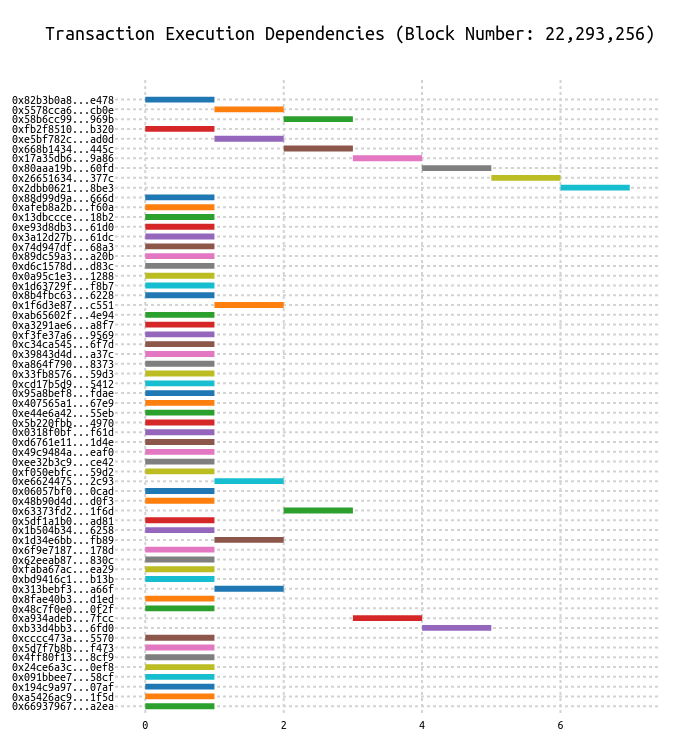 Transaction Execution Dependencies (Block Number: 22,293,256)
0x82b3b0a8...e478
0x5578cca6...cb0e
0x58b6cc99...969b
0xfb2f8510...b320
0xe5bf782c...ad0d
0x668b1434...445c
0x17a35db6...9a86
0x80aaa19b...60fd
0x26651634...377c
0x2dbb0621...8be3
0x88d99d9a...666d
0xafeb8a2b...f60a
0x13dbccce...18b2
0xe93d8db3...61d0
0x3a12d27b...61dc
0x74d947df...68a3
0x89dc59a3...a20b
0xd6c1578d...d83c
0x0a95c1e3...1288
0x1d63729f...f8b7
0x8b4fbc63...6228
0x1f6d3e87...c551
0xab65602f...4e94
0xa3291ae6...a8f7
0xf3fe37a6...9569
0xc34ca545...6f7d
0x39843d4d...a37c
0xa864f790...8373
0x33fb8576...59d3
0xcd17b5d9...5412
0x95a8bef8...fdae
0x407565a1...67e9
0xe44e6a42...55eb
0x5b220fbb...4970
0x0318f0bf...f61d
0xd6761e11...1d4e
0x49c9484a...eaf0
0xee32b3c9...ce42
0xf050ebfc...59d2
0xe6624475...2c93
0x06057bf0...0cad
0x48b90d4d...d0f3
0x63373fd2...1f6d
0x5df1a1b0...ad81
0x1b504b34...6258
0x1d34e6bb...fb89
0x6f9e7187...178d
0x62eeab87...830c
0xfaba67ac...ea29
0xbd9416c1...b13b
0x313bebf3...a66f
0x8fae40b3...d1ed
0x48c7f0e0...0f2f
0xa934adeb...7fcc
0xb33d4bb3...6fd0
0xcccc473a...5570
0x5d7f7b8b...f473
0x4ff80f13...8cf9
0x24ce6a3c...0ef8
0x091bbee7...58cf
0x194c9a97...07af
0xa5426ac9...1f5d
0x66937967...a2ea
0 2 4 6